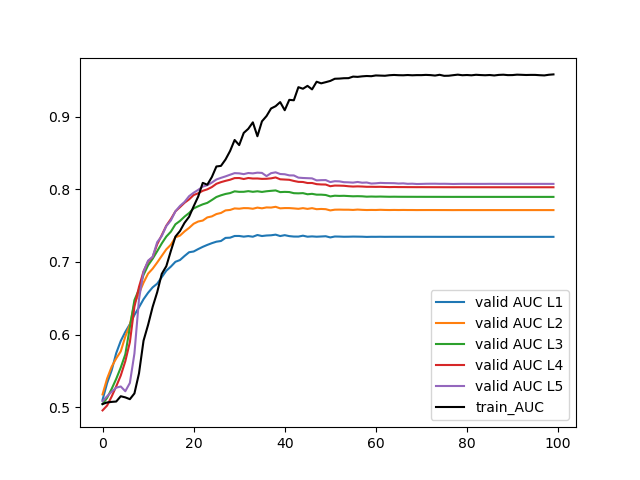 0.9
0.8
0.7
0.6
0.5
0 20 40 60 80 100
valid AUC L1
valid AUC L2
valid AUC L3
valid AUC L4
valid AUC L5
train_AUC